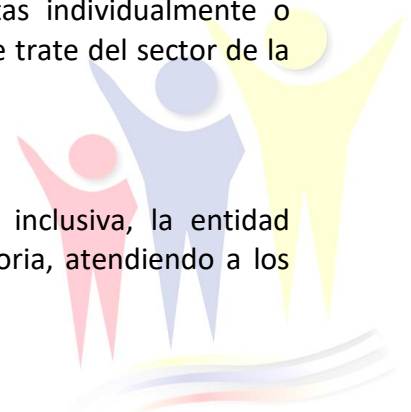 tas individualmente o
e trate del sector de la
inclusiva, la entidad
oria, atendiendo a los